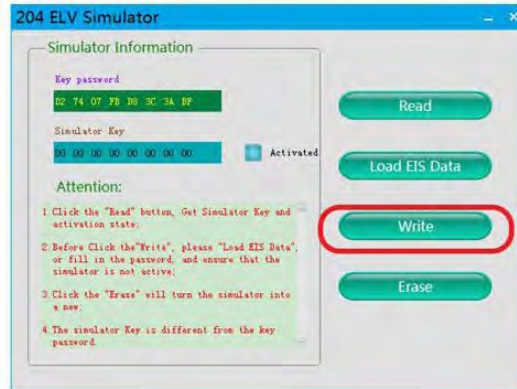 204 ELV Simulator
Simulator Information
Key password
D2 74 07 FB D8 3C 3A BF
Simulator Key
00 00 00 00 00 00 00 00
Activated
Attention:
1.Click the "Read" button, Get Simulator Key and
activation state;
2.Before Click the"Write", please "Load EIS Data",
or fill in the password, and ensure that the
simulator is not active;
3.Click the "Erase" will turn the simulator into
a new;
4.The simulator Key is different from the key
password.
Read
Load EIS Data
Write
Erase